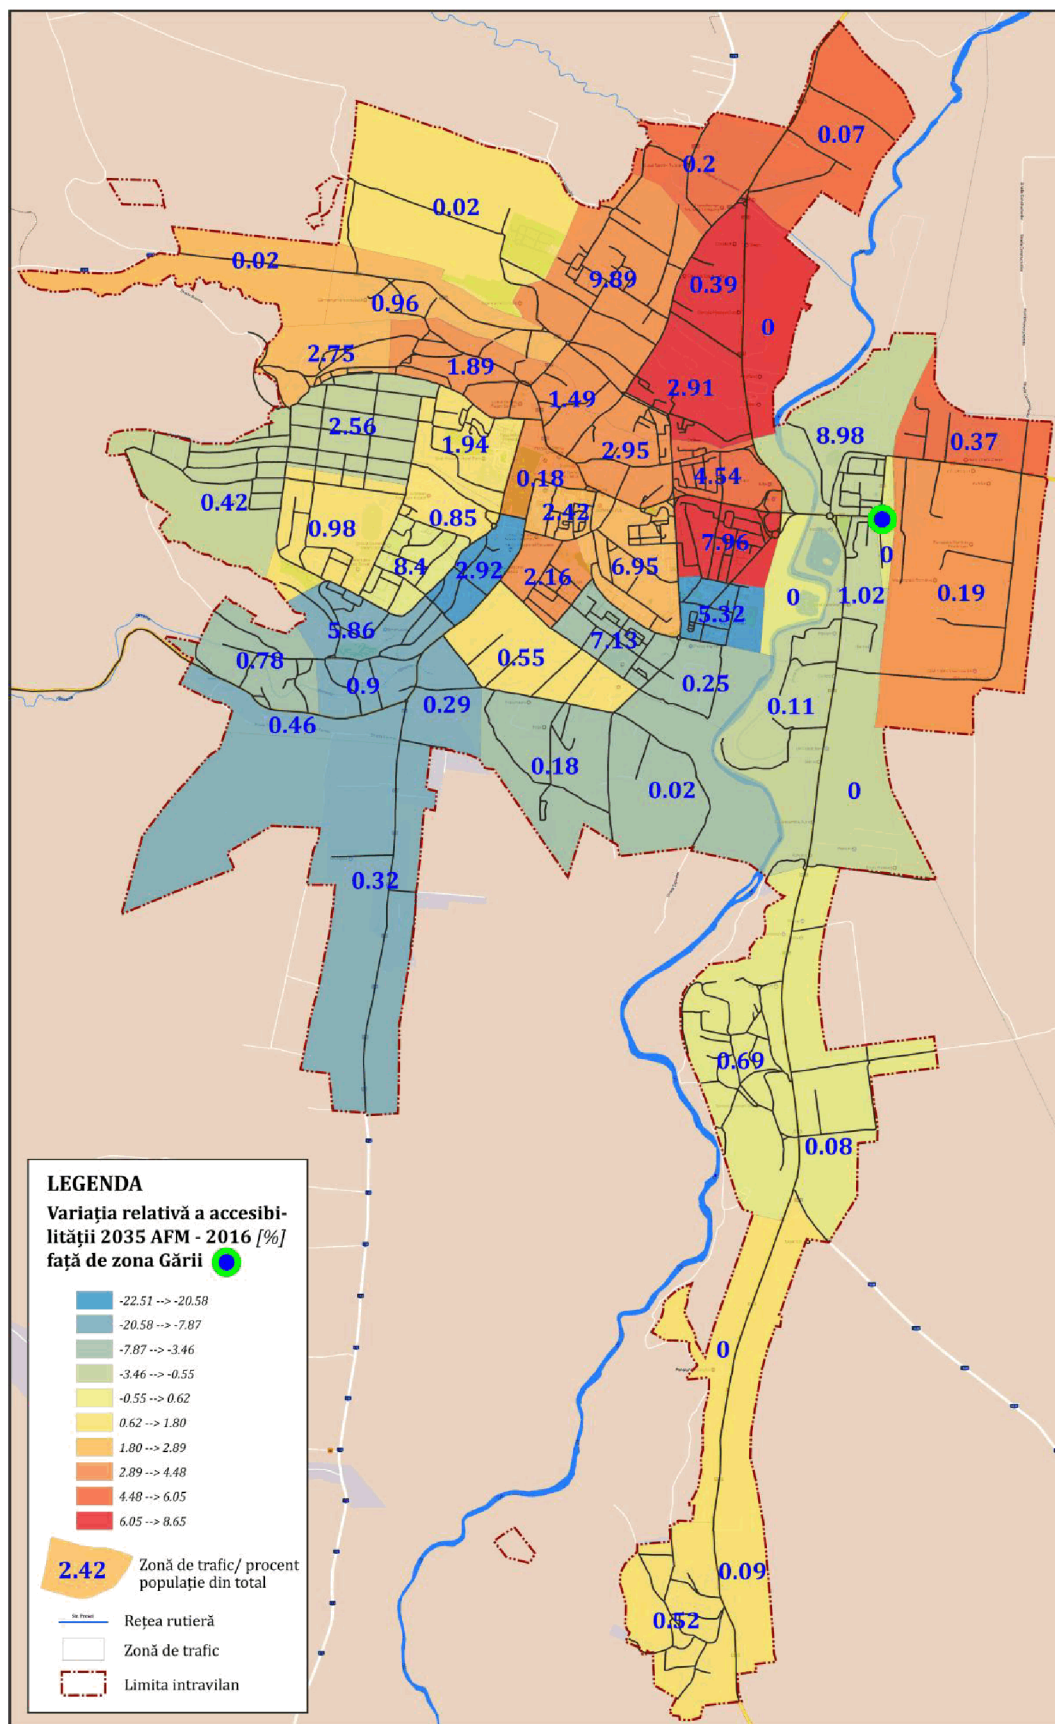 0.07
0.2
0.02
0.02
9.89
0.39
0.96
0
2.75
1.89
2.91
1.49
2.56
8.98
1.94
2.95
0.37
4.54
0.18
0.42
2.42
0.85
0.98
7.96
0
8.4
2.92
2.16
6.95
0
1.02
0.19
5.32
5.86
7.13
0.78
0.55
0.9
0.25
0.29
0.11
0.46
0.18
0.02
0
0.32
0.69
0.08
0
0.09
0.52
LEGENDA
Variația relativă a accesibi-
lității 2035 AFM - 2016 [%]
față de zona Gării
-22.51 --> -20.58
-20.58 --> -7.87
-7.87 --> -3.46
-3.46 --> -0.55
-0.55 --> 0.62
0.62 --> 1.80
1.80 --> 2.89
2.89 --> 4.48
4.48 --> 6.05
6.05 --> 8.65
2.42
Zonă de trafic/ procent
populație din total
Rețea rutieră
Zonă de trafic
Limita intravilan